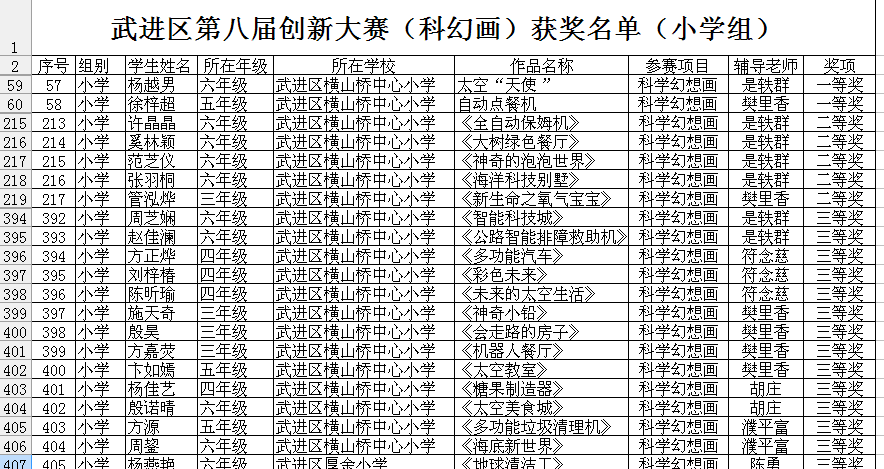 武进区第八届创新大赛（科幻画）获奖名单（小学组）
1
2 序号 组别 学生姓名 所在年级 所在学校 作品名称 参赛项目 辅导老师 奖项
59 57 小学 杨越男 六年级 武进区横山桥中心小学 太空“天使 ” 科学幻想画 是轶群 一等奖
60 58 小学 徐梓超 五年级 武进区横山桥中心小学 自动点餐机 科学幻想画 樊里香 一等奖
215 213 小学 许晶晶 六年级 武进区横山桥中心小学 《全自动保姆机》 科学幻想画 是轶群 二等奖
216 214 小学 奚林颖 六年级 武进区横山桥中心小学 《大树绿色餐厅》 科学幻想画 是轶群 二等奖
217 215 小学 范芝仪 六年级 武进区横山桥中心小学 《神奇的泡泡世界》 科学幻想画 是轶群 二等奖
218 216 小学 张羽桐 六年级 武进区横山桥中心小学 《海洋科技别墅》 科学幻想画 是轶群 二等奖
219 217 小学 管泓烨 三年级 武进区横山桥中心小学 《新生命之氧气宝宝》 科学幻想画 樊里香 二等奖
394 392 小学 周芝娴 六年级 武进区横山桥中心小学 《智能科技城》 科学幻想画 是轶群 三等奖
395 393 小学 赵佳澜 六年级 武进区横山桥中心小学 《公路智能排障救助机》 科学幻想画 是轶群 三等奖
396 394 小学 方正烨 四年级 武进区横山桥中心小学 《多功能汽车》 科学幻想画 符念慈 三等奖
397 395 小学 刘梓椿 四年级 武进区横山桥中心小学 《彩色未来》 科学幻想画 符念慈 三等奖
398 396 小学 陈昕瑜 四年级 武进区横山桥中心小学 《未来的太空生活》 科学幻想画 符念慈 三等奖
399 397 小学 施天奇 三年级 武进区横山桥中心小学 《神奇小铅》 科学幻想画 樊里香 三等奖
400 398 小学 殷昊 三年级 武进区横山桥中心小学 《会走路的房子》 科学幻想画 樊里香 三等奖
401 399 小学 方嘉荧 三年级 武进区横山桥中心小学 《机器人餐厅》 科学幻想画 樊里香 三等奖
402 400 小学 卞如嫣 五年级 武进区横山桥中心小学 《太空教室》 科学幻想画 樊里香 三等奖
403 401 小学 杨佳艺 四年级 武进区横山桥中心小学 《糖果制造器》 科学幻想画 胡庄 三等奖
404 402 小学 殷诺晴 六年级 武进区横山桥中心小学 《太空美食城》 科学幻想画 胡庄 三等奖
405 403 小学 方源 五年级 武进区横山桥中心小学 《多功能垃圾清理机》 科学幻想画 濮平富 三等奖
406 404 小学 周鋆 六年级 武进区横山桥中心小学 《海底新世界》 科学幻想画 濮平富 三等奖
407 405 小学 杨燕艳 六年级 武进区厚余小学 《地球清洁工》 科学幻想画 陈勇 三等奖